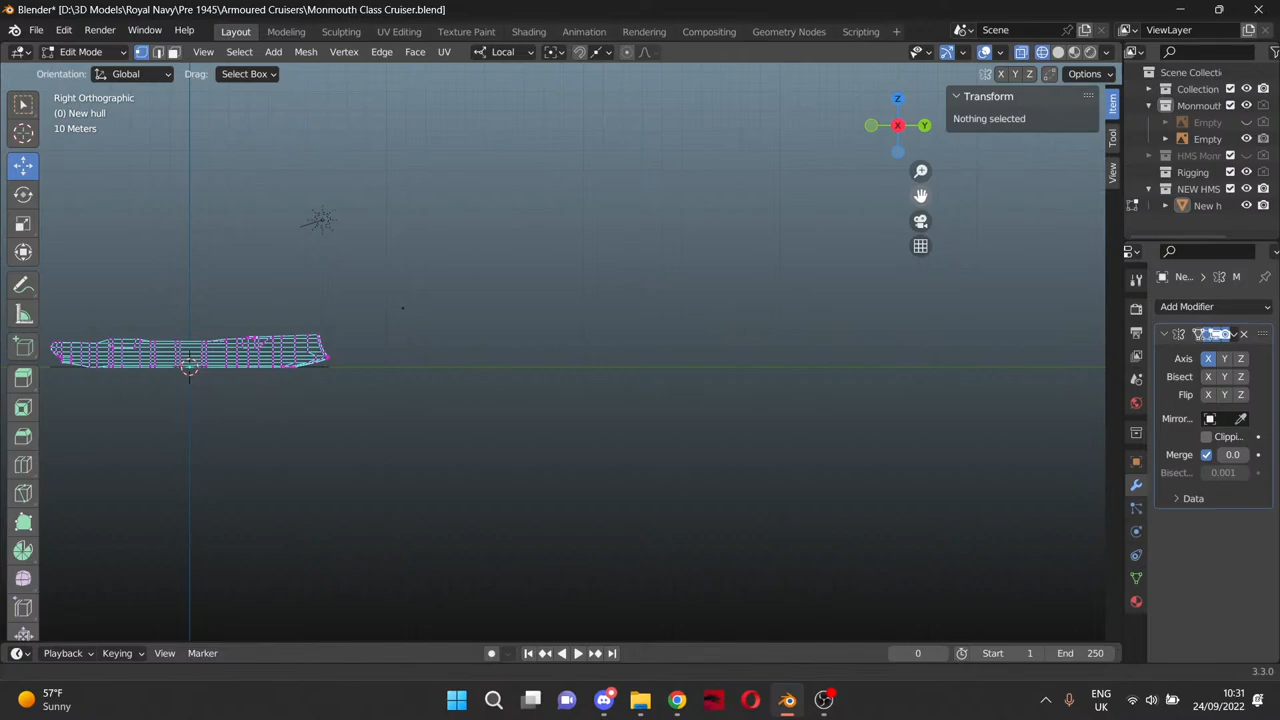 Blender* [D:\3D Models\Royal Navy\Pre 1945\Armoured Cruisers\Monmouth Class Cruiser.blend]
File Edit Render Window Help Layout Modeling Sculpting UV Editing Texture Paint Shading Animation Rendering Compositing Geometry Nodes Scripting + Scene ViewLayer
Edit Mode View Select Add Mesh Vertex Edge Face UV Local
Orientation: Global Drag: Select Box X Y Z Options
Scene Collecti
Right Orthographic
(0) New hull
10 Meters
Z
Y
X
Transform
Nothing selected
Item
Tool
View
Collection
Monmouth
Empty
Empty
HMS Monr
Rigging
NEW HMS
New h
Ne... M
Add Modifier
Axis X Y Z
Bisect X Y Z
Flip X Y Z
Mirror...
Clippi...
Merge 0.0
Bisect... 0.001
Data
Playback Keying View Marker 0 Start 1 End 250
3.3.0
57°F
Sunny
ENG
UK
10:31
24/09/2022